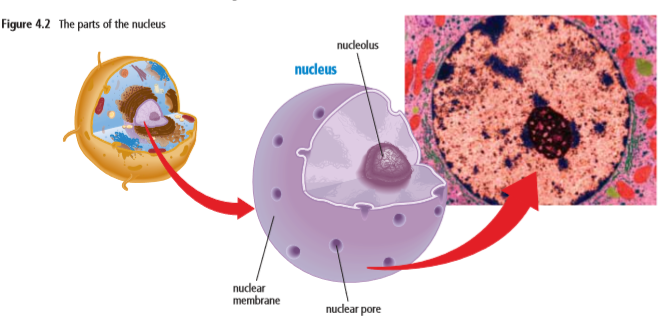 Figure 4.2 The parts of the nucleus
nucleolus
nucleus
nuclear
membrane
nuclear pore